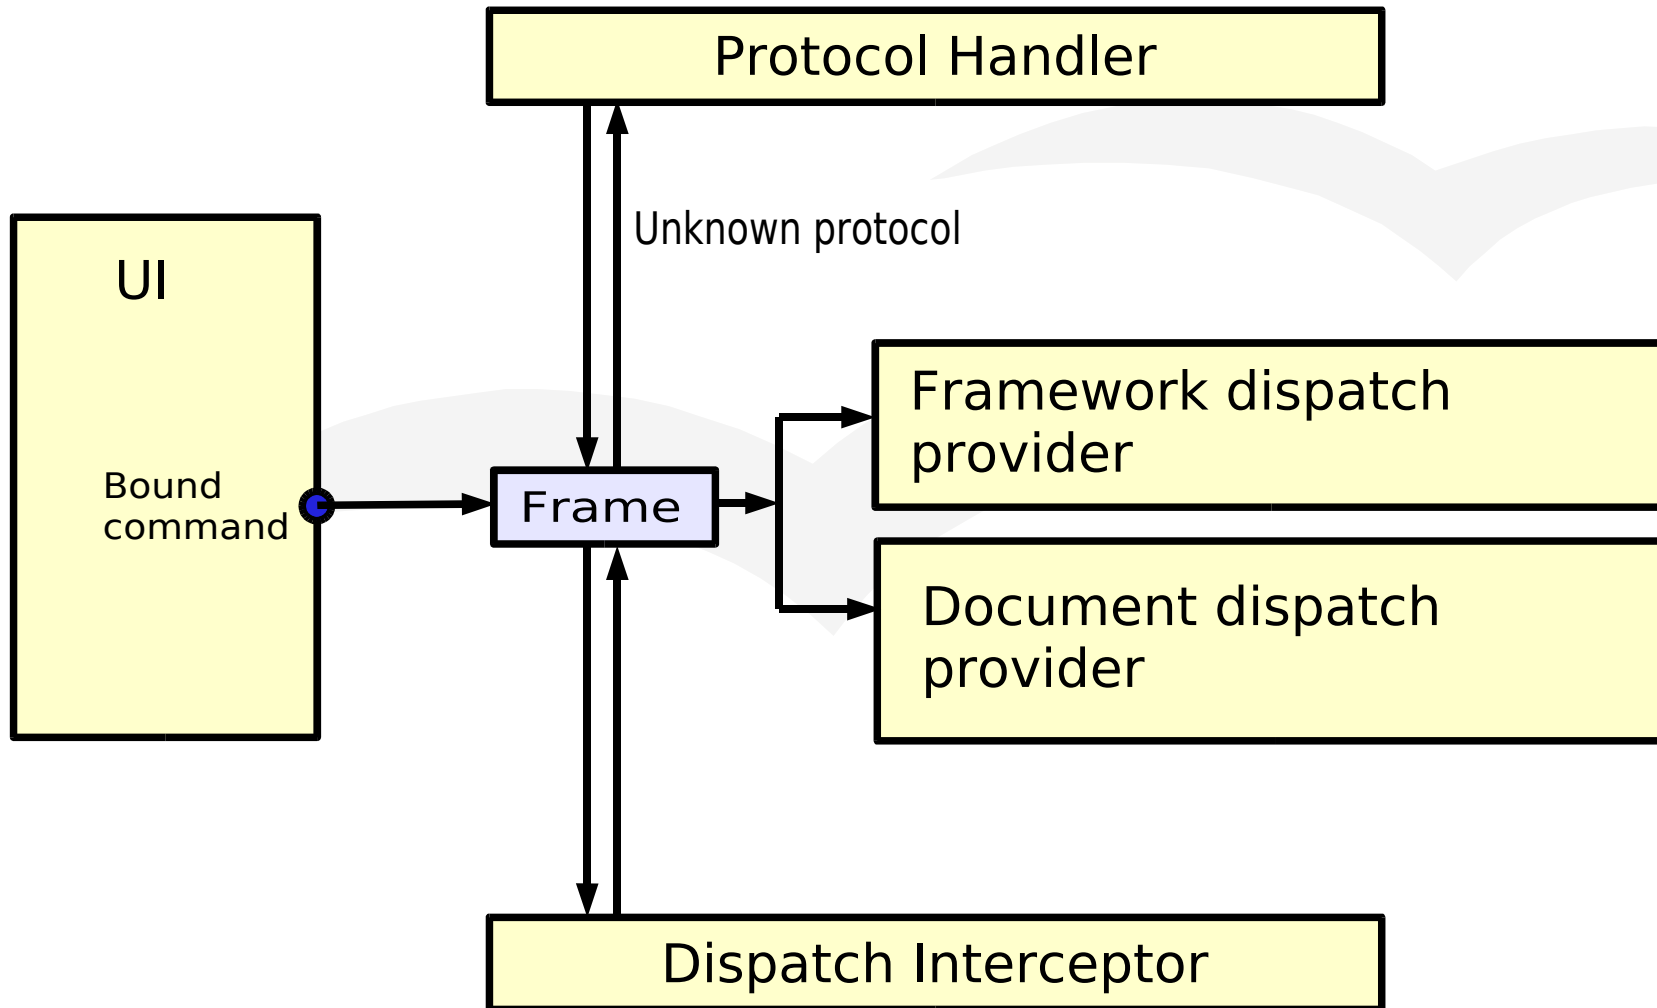 Protocol Handler
Unknown protocol
UI
Framework dispatch
provider
Bound
command
Frame
Document dispatch
provider
Dispatch Interceptor